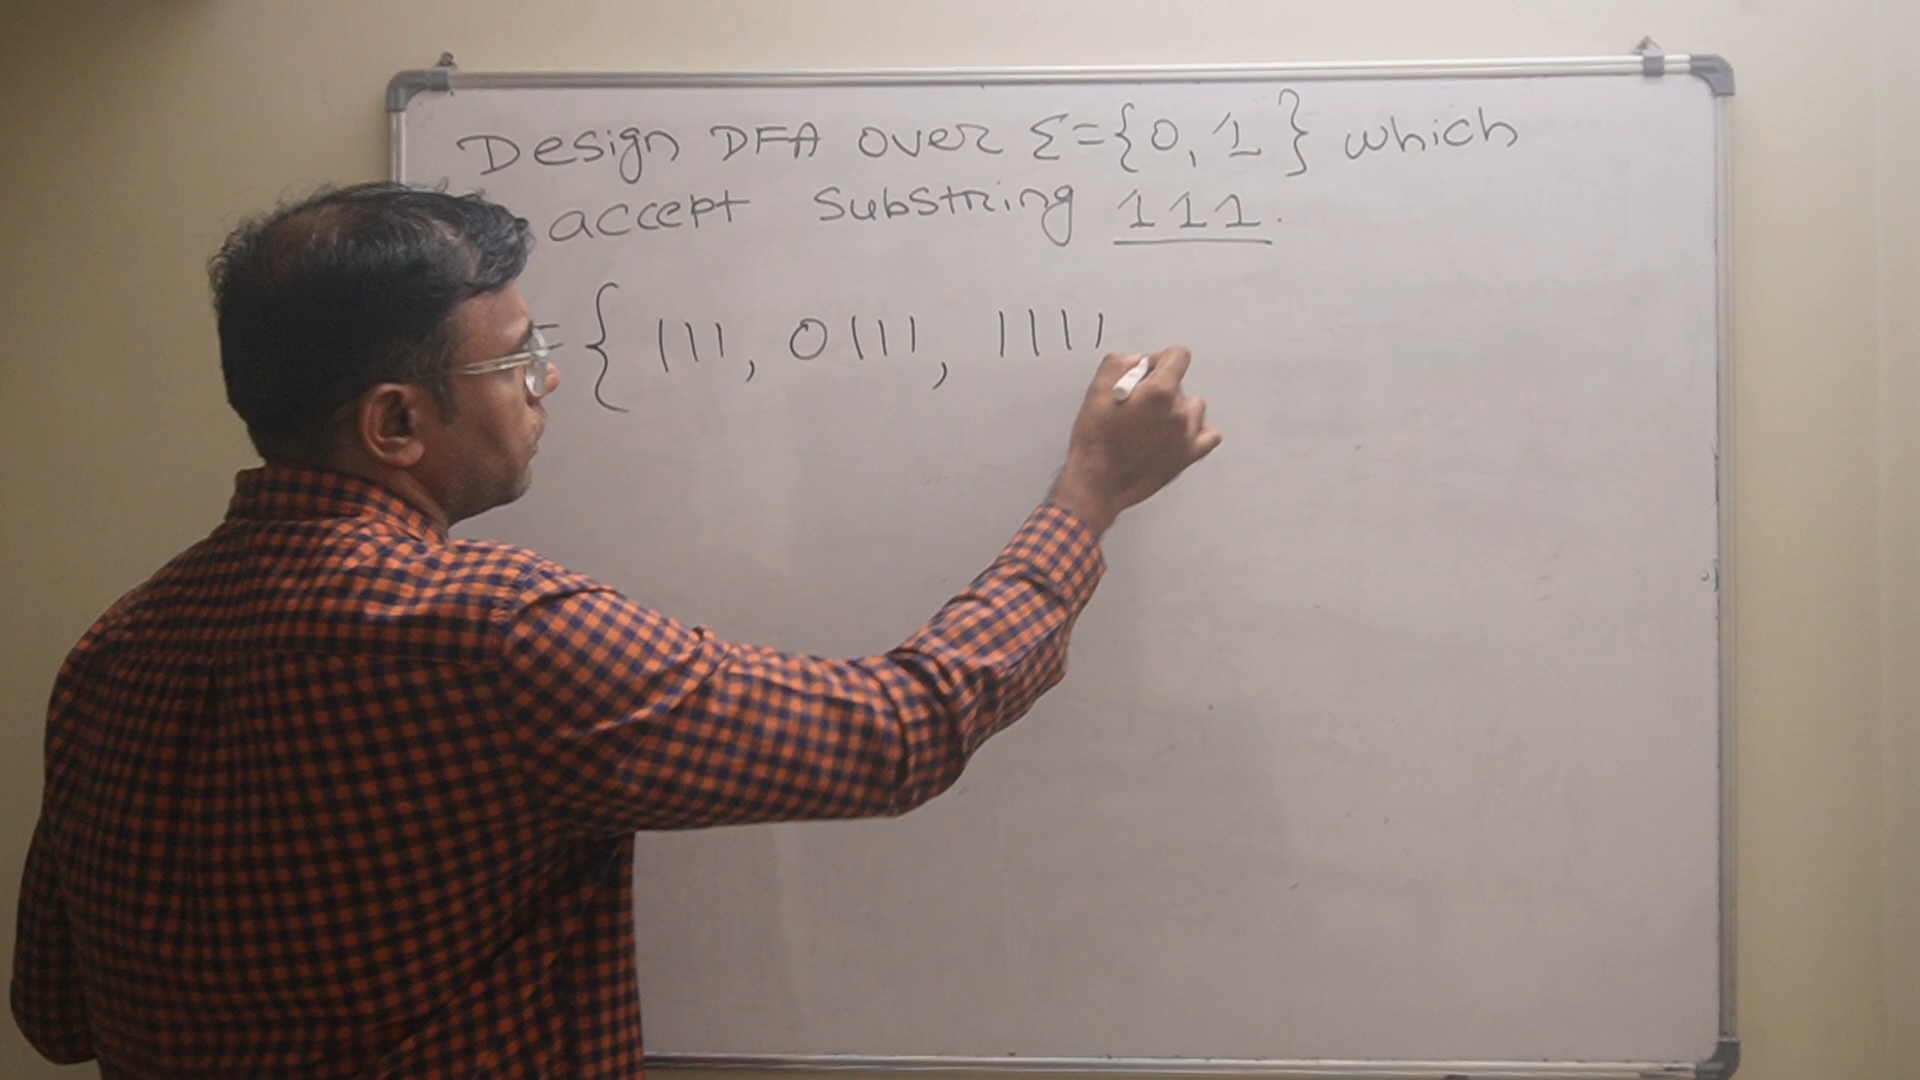 Design DFA over Σ={0,1} which
accept substring 111.
= { 111, 0111, 1111